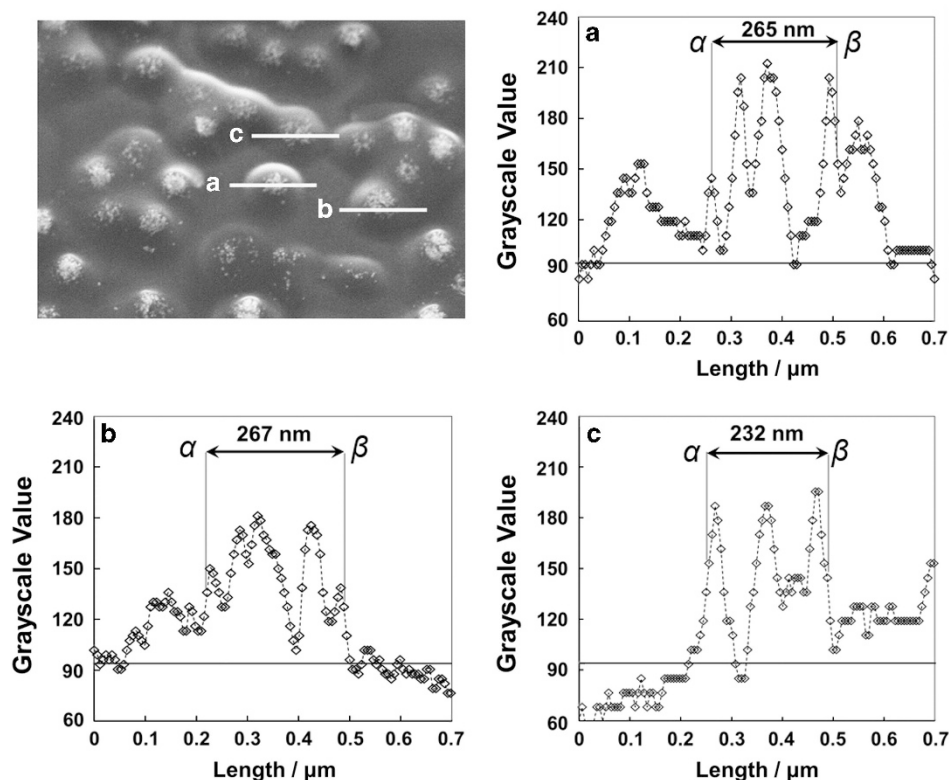 c
a
b
a
265 nm
α
β
240
210
180
150
120
90
60
Grayscale Value
0 0.1 0.2 0.3 0.4 0.5 0.6 0.7
Length / µm
b
267 nm
α
β
240
210
180
150
120
90
60
Grayscale Value
0 0.1 0.2 0.3 0.4 0.5 0.6 0.7
Length / µm
c
232 nm
α
β
240
210
180
150
120
90
60
Grayscale Value
0 0.1 0.2 0.3 0.4 0.5 0.6 0.7
Length / µm